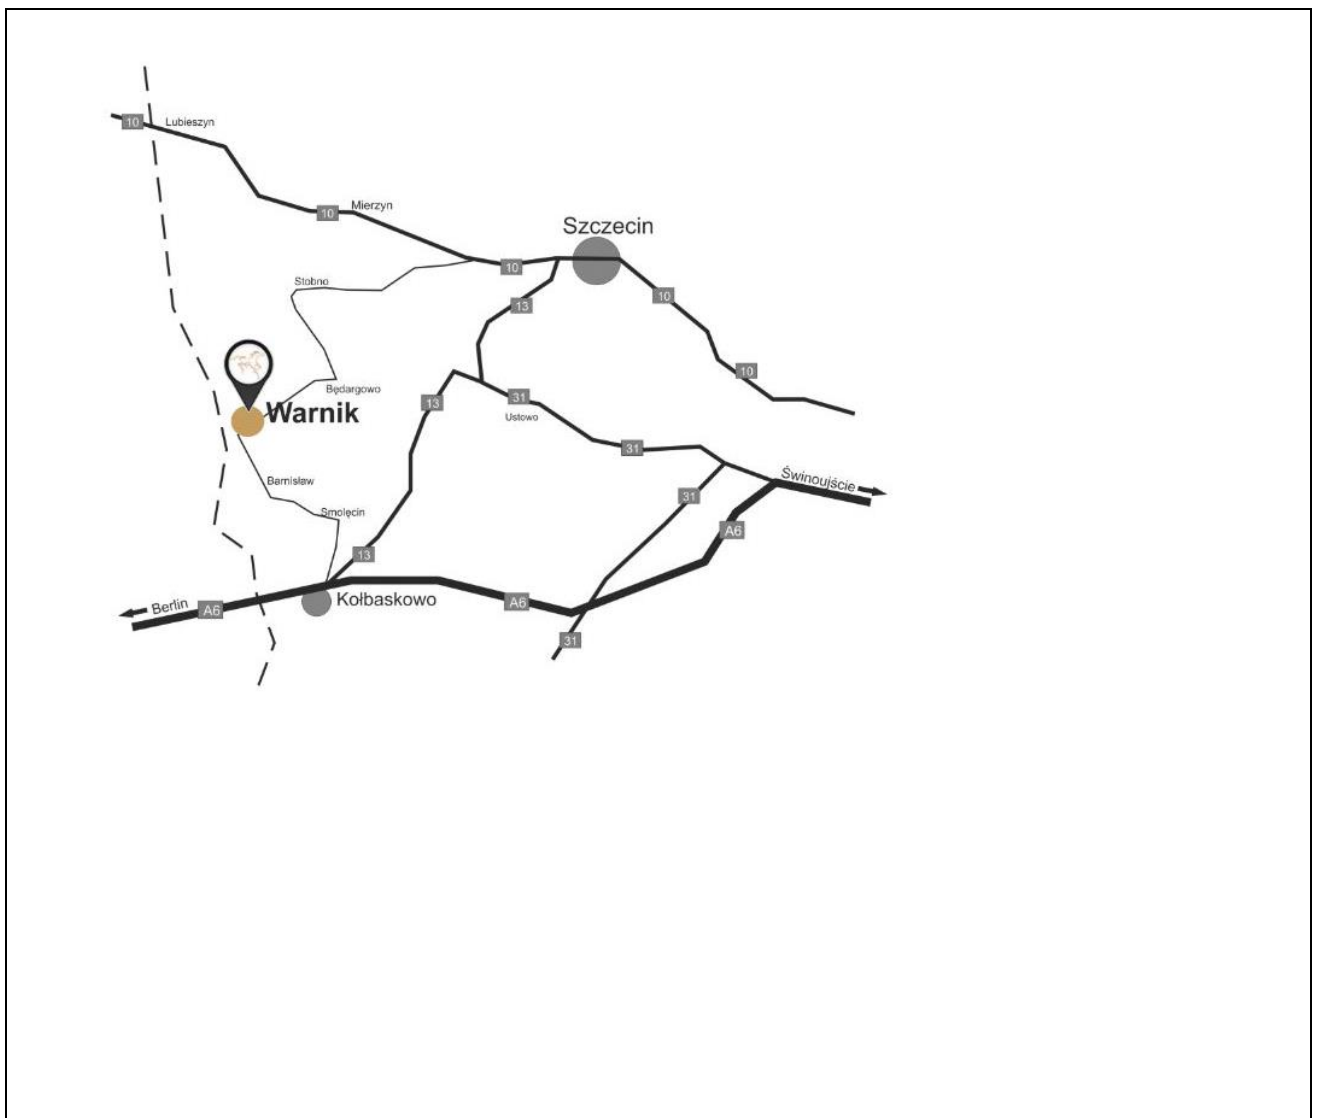 10
Lubieszyn
10
Mierzyn
Szczecin
10
Stobno
10
13
10
Będargowo
13
31
Warnik
Ustowo
31
Barnisław
Świnoujście
31
Smolęcin
A6
13
Kołbaskowo
A6
Berlin
A6
31